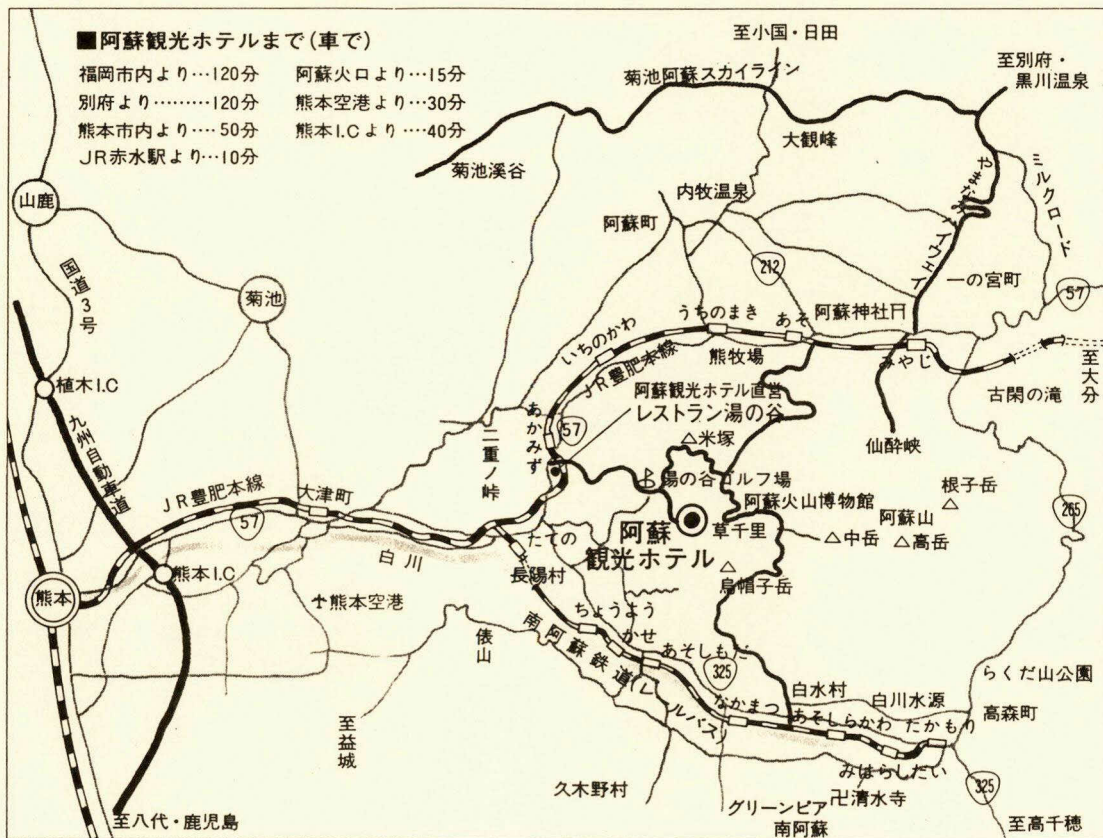 ■阿蘇観光ホテルまで(車で)
福岡市内より…120分
別府より………120分
熊本市内より…‥50分
JR赤水駅より…10分
阿蘇火口より…15分
熊本空港より…30分
熊本I.Cより…‥40分
至小国・日田
至別府・
黒川温泉
菊池阿蘇スカイライン
大観峰
菊池渓谷
やまなみハイウェイ
ミルクロード
内牧温泉
阿蘇町
山鹿
国道3号
菊池
212
一の宮町
57
阿蘇神社
うちのまき
あそ
いちのかわ
JR豊肥本線
熊牧場
みやじ
至大分
古閑の滝
仙酔峡
植木I.C
九州自動車道
阿蘇観光ホテル直営
レストラン湯の谷
あかみず
57
二重ノ峠
△米塚
湯の谷ゴルフ場
阿蘇火山博物館
草千里
阿蘇
観光ホテル
根子岳
△
阿蘇山
△中岳
△高岳
265
JR豊肥本線
大津町
57
白川
たての
長陽村
△
烏帽子岳
熊本
熊本I.C
熊本空港
俵山
ちょうよう
かせ
あそしもだ
325
南阿蘇鉄道(レールバス)
なかまつ
白水村
白川水源
あそしらかわ
たかもり
らくだ山公園
高森町
みはらしだい
卍清水寺
至益城
久木野村
グリーンピア
南阿蘇
325
至高千穂
至八代・鹿児島